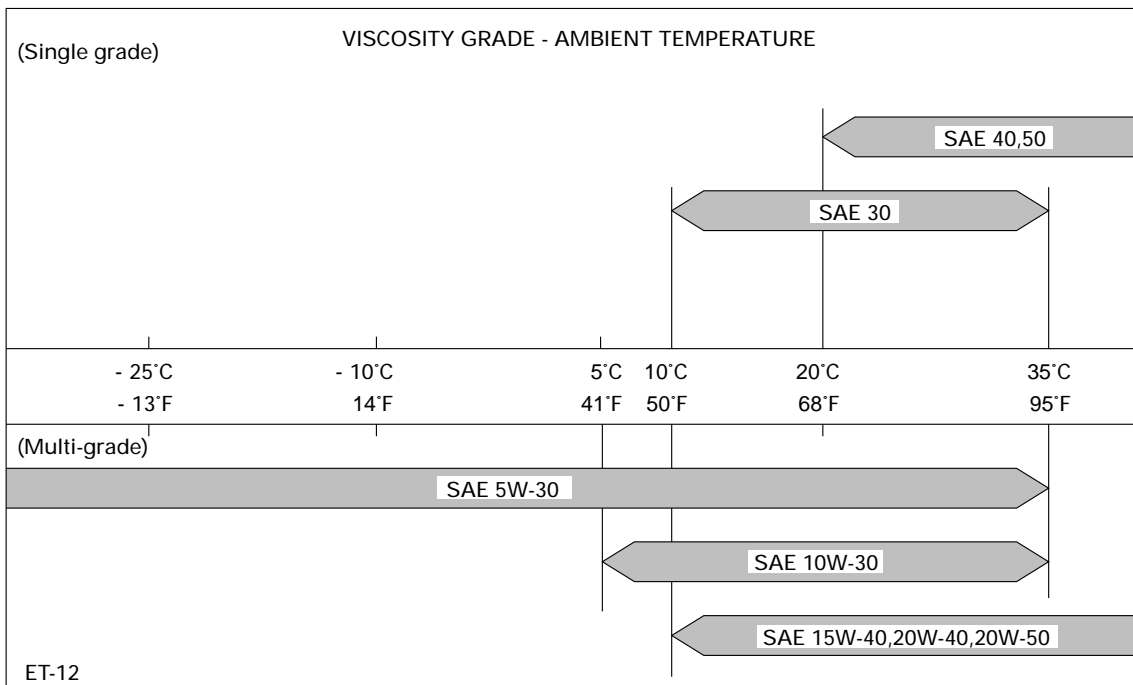 VISCOSITY GRADE - AMBIENT TEMPERATURE
(Single grade)
SAE 40,50
SAE 30
- 25˚C - 10˚C 5˚C 10˚C 20˚C 35˚C
- 13˚F 14˚F 41˚F 50˚F 68˚F 95˚F
(Multi-grade)
SAE 5W-30
SAE 10W-30
SAE 15W-40,20W-40,20W-50
ET-12